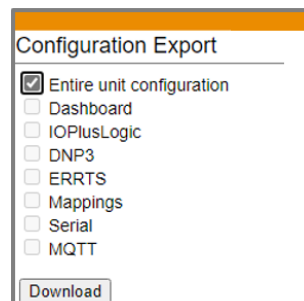 Configuration Export
Entire unit configuration
Dashboard
IOPlusLogic
DNP3
ERRTS
Mappings
Serial
MQTT
Download